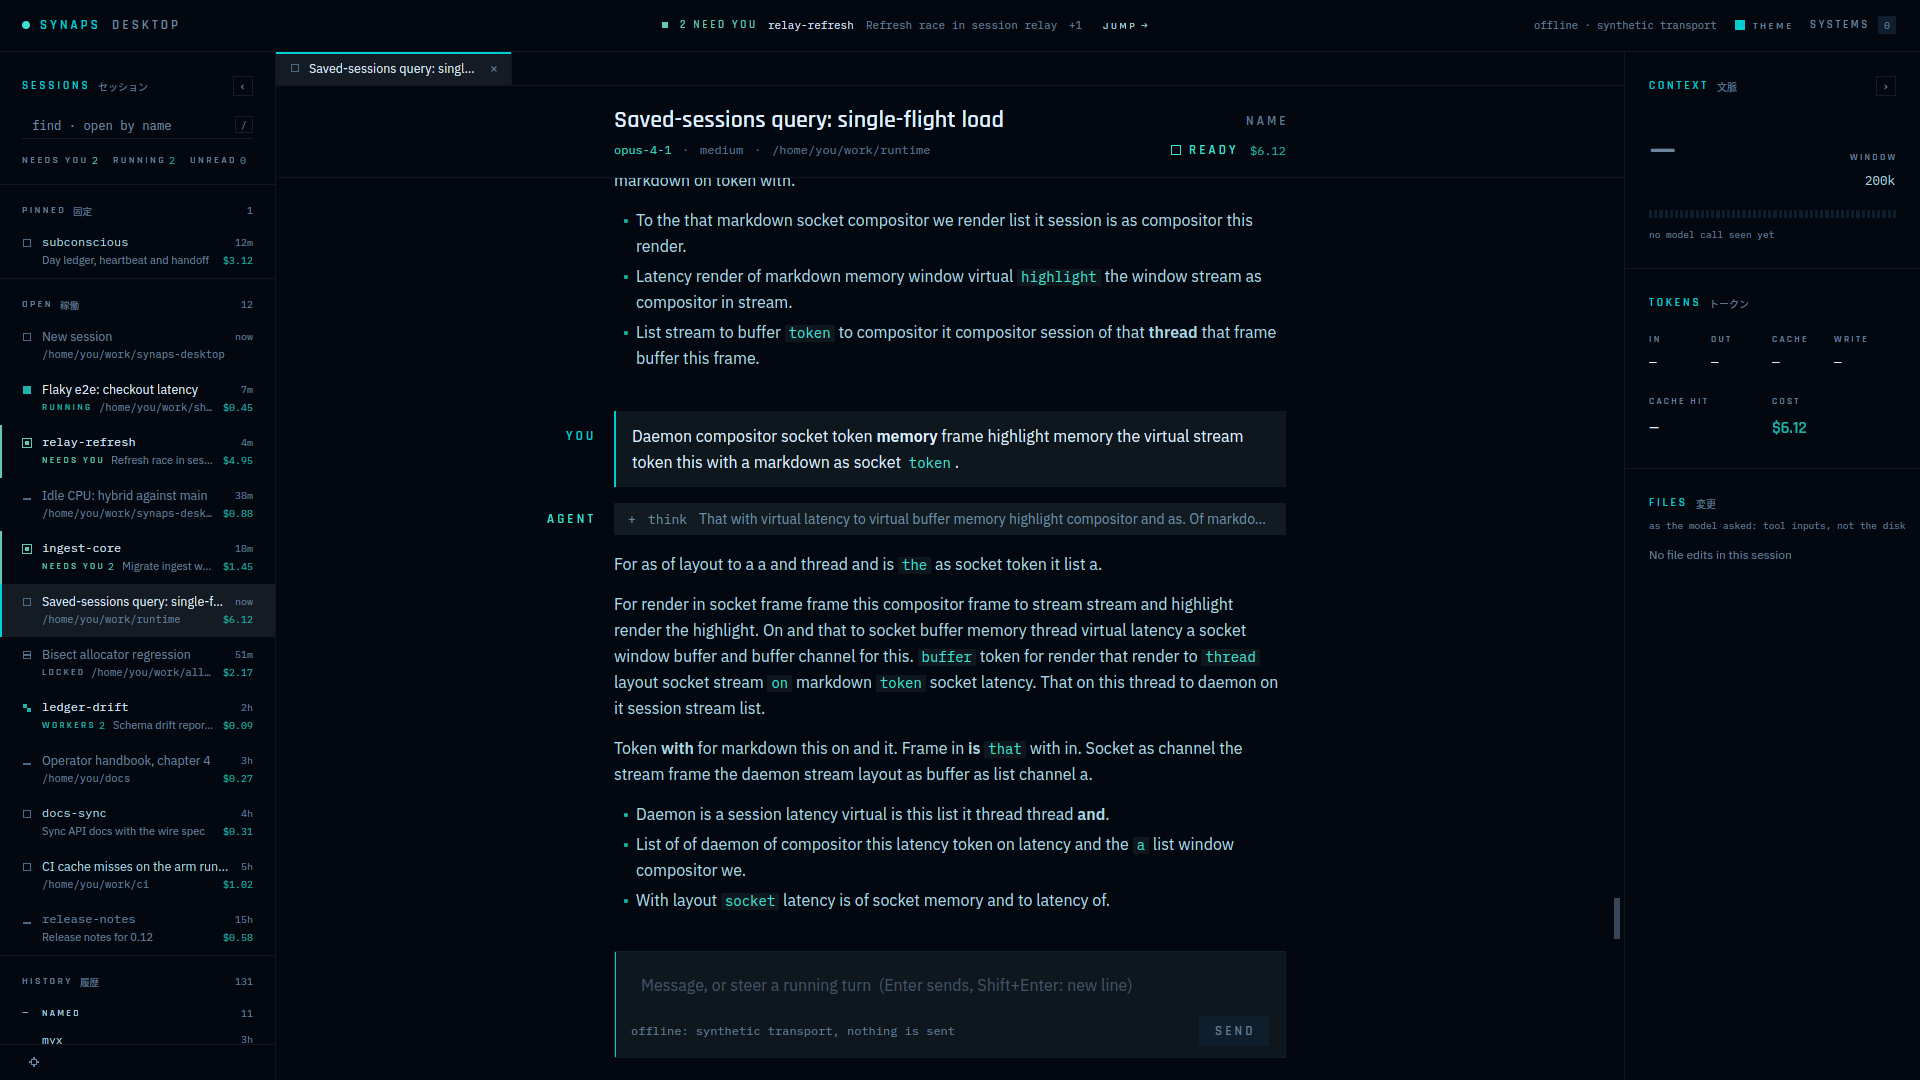 SYNAPS DESKTOP
2 NEED YOU relay-refresh Refresh race in session relay +1 JUMP →
offline · synthetic transport THEME SYSTEMS 0
SESSIONS セッション ‹
find · open by name /
NEEDS YOU 2 RUNNING 2 UNREAD 0
PINNED 固定 1
subconscious 12m
Day ledger, heartbeat and handoff $3.12
OPEN 稼働 12
New session now
/home/you/work/synaps-desktop
Flaky e2e: checkout latency 7m
RUNNING /home/you/work/sh… $0.45
relay-refresh 4m
NEEDS YOU Refresh race in ses… $4.95
Idle CPU: hybrid against main 38m
/home/you/work/synaps-desk… $0.88
ingest-core 18m
NEEDS YOU 2 Migrate ingest w… $1.45
Saved-sessions query: single-f… now
/home/you/work/runtime $6.12
Bisect allocator regression 51m
LOCKED /home/you/work/all… $2.17
ledger-drift 2h
WORKERS 2 Schema drift repor… $0.09
Operator handbook, chapter 4 3h
/home/you/docs $0.27
docs-sync 4h
Sync API docs with the wire spec $0.31
CI cache misses on the arm run… 5h
/home/you/work/ci $1.02
release-notes 15h
Release notes for 0.12 $0.58
HISTORY 履歴 131
– NAMED 11
myx 3h
Saved-sessions query: singl… ×
Saved-sessions query: single-flight load NAME
opus-4-1 · medium · /home/you/work/runtime READY $6.12
markdown on token with.
• To the that markdown socket compositor we render list it session is as compositor this
render.
• Latency render of markdown memory window virtual highlight the window stream as
compositor in stream.
• List stream to buffer token to compositor it compositor session of that thread that frame
buffer this frame.
YOU
Daemon compositor socket token memory frame highlight memory the virtual stream
token this with a markdown as socket token.
AGENT
+ think That with virtual latency to virtual buffer memory highlight compositor and as. Of markdo…
For as of layout to a a and thread and is the as socket token it list a.
For render in socket frame frame this compositor frame to stream stream and highlight
render the highlight. On and that to socket buffer memory thread virtual latency a socket
window buffer and buffer channel for this. buffer token for render that render to thread
layout socket stream on markdown token socket latency. That on this thread to daemon on
it session stream list.
Token with for markdown this on and it. Frame in is that with in. Socket as channel the
stream frame the daemon stream layout as buffer as list channel a.
• Daemon is a session latency virtual is this list it thread thread and.
• List of of daemon of compositor this latency token on latency and the a list window
compositor we.
• With layout socket latency is of socket memory and to latency of.
Message, or steer a running turn (Enter sends, Shift+Enter: new line)
offline: synthetic transport, nothing is sent SEND
CONTEXT 文脈 ›
—
WINDOW
200k
no model call seen yet
TOKENS トークン
IN OUT CACHE WRITE
– – – –
CACHE HIT COST
– $6.12
FILES 変更
as the model asked: tool inputs, not the disk
No file edits in this session